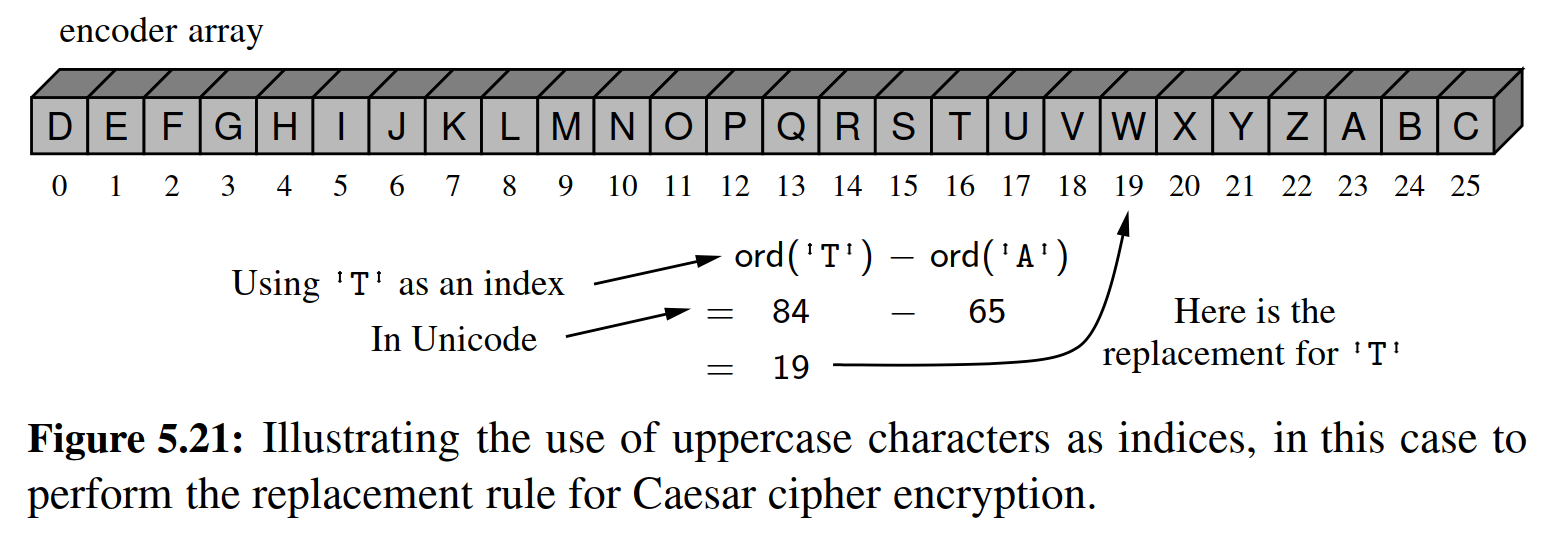 encoder array
D E F G H I J K L M N O P Q R S T U V W X Y Z A B C
0 1 2 3 4 5 6 7 8 9 10 11 12 13 14 15 16 17 18 19 20 21 22 23 24 25
ord('T') − ord('A')
Using 'T' as an index
= 84 − 65
In Unicode
= 19
Here is the
replacement for 'T'
Figure 5.21: Illustrating the use of uppercase characters as indices, in this case to
perform the replacement rule for Caesar cipher encryption.